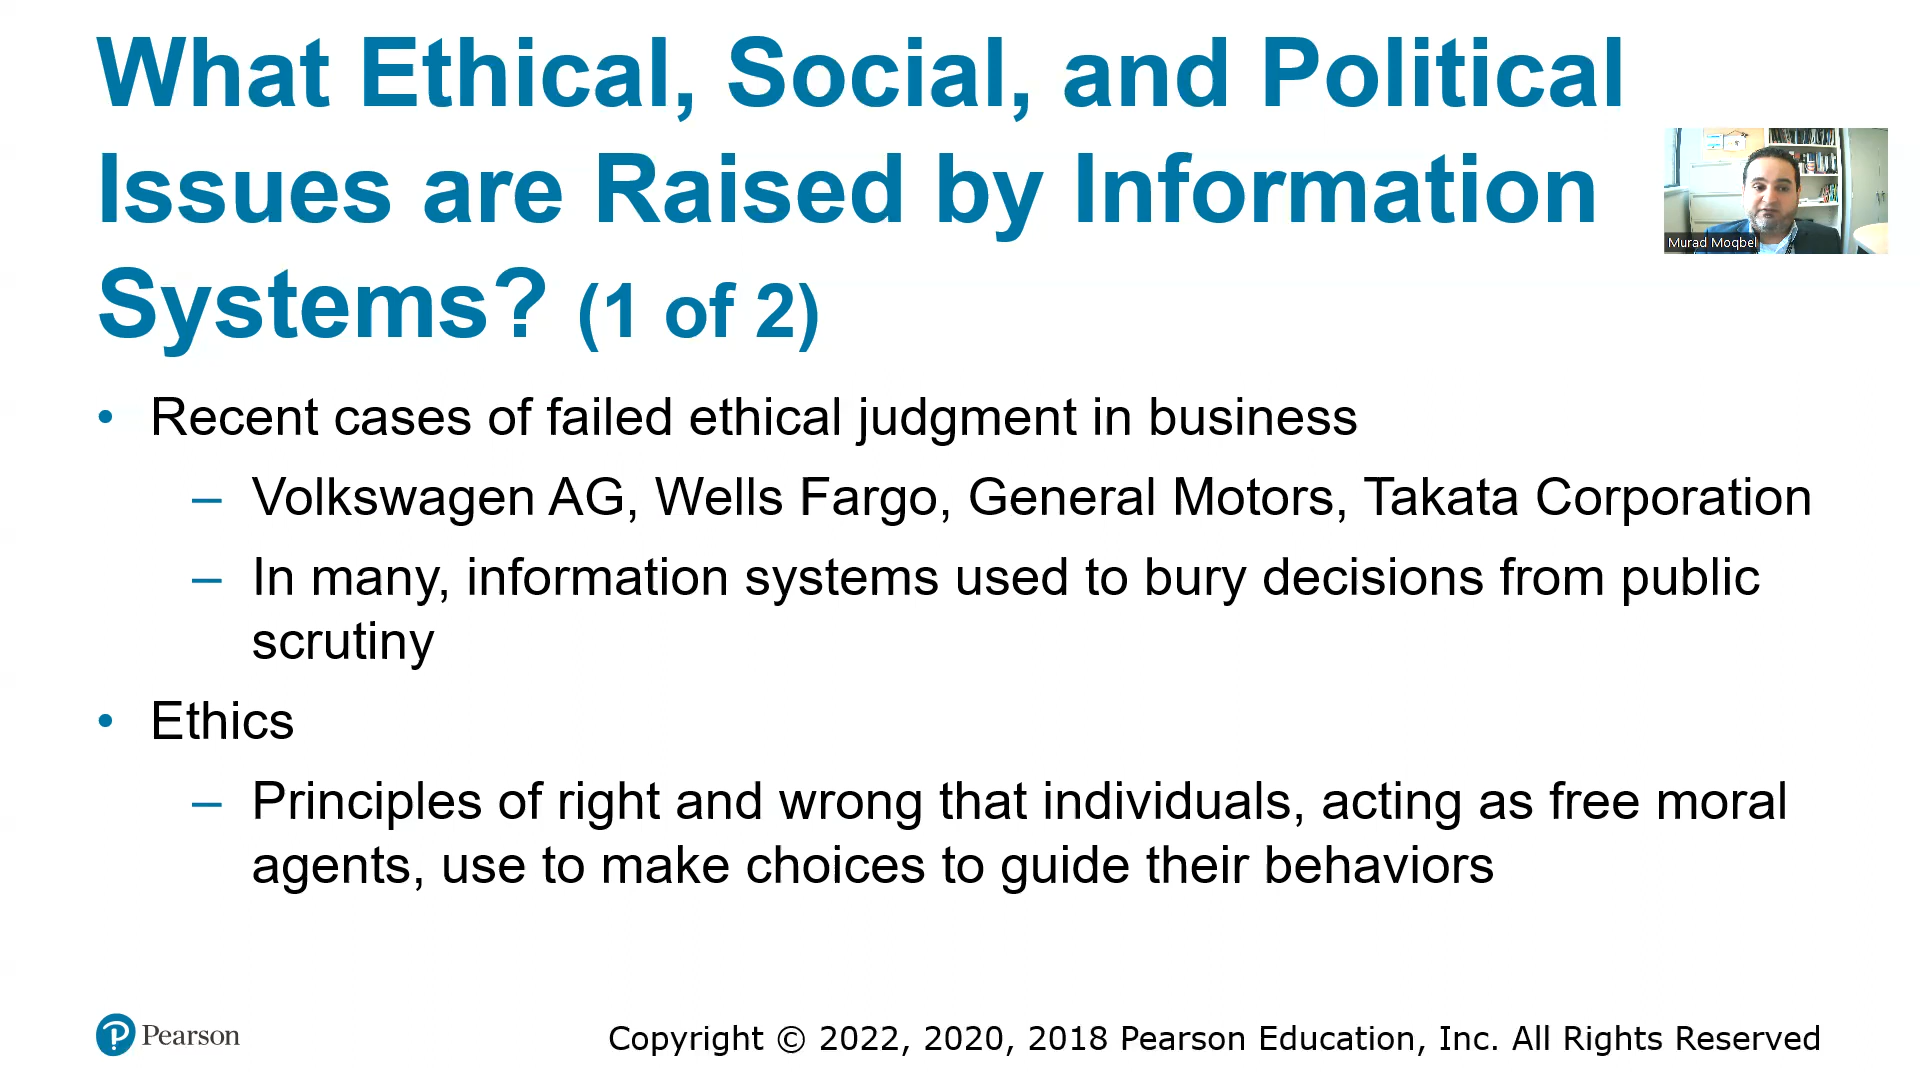 What Ethical, Social, and Political
Issues are Raised by Information
Systems? (1 of 2)
Murad Moqbel
• Recent cases of failed ethical judgment in business
– Volkswagen AG, Wells Fargo, General Motors, Takata Corporation
– In many, information systems used to bury decisions from public
scrutiny
• Ethics
– Principles of right and wrong that individuals, acting as free moral
agents, use to make choices to guide their behaviors
Pearson
Copyright © 2022, 2020, 2018 Pearson Education, Inc. All Rights Reserved